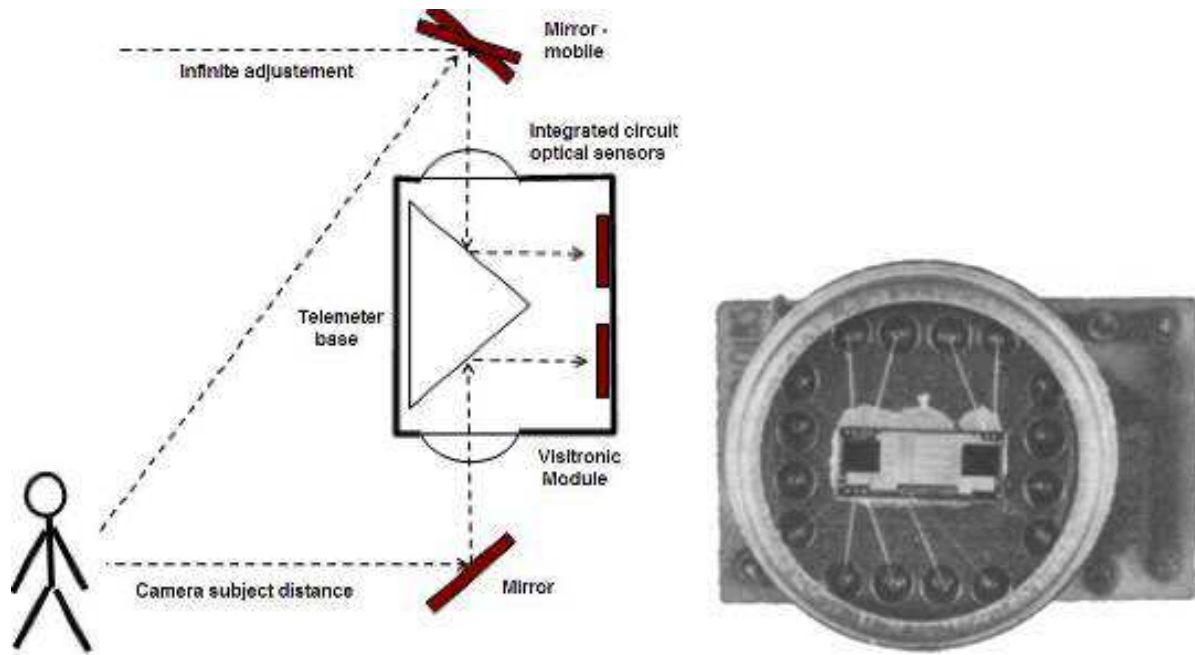 Mirror -
mobile
Infinite adjustement
Integrated circuit
optical sensors
Telemeter
base
Visitronic
Module
Camera subject distance
Mirror